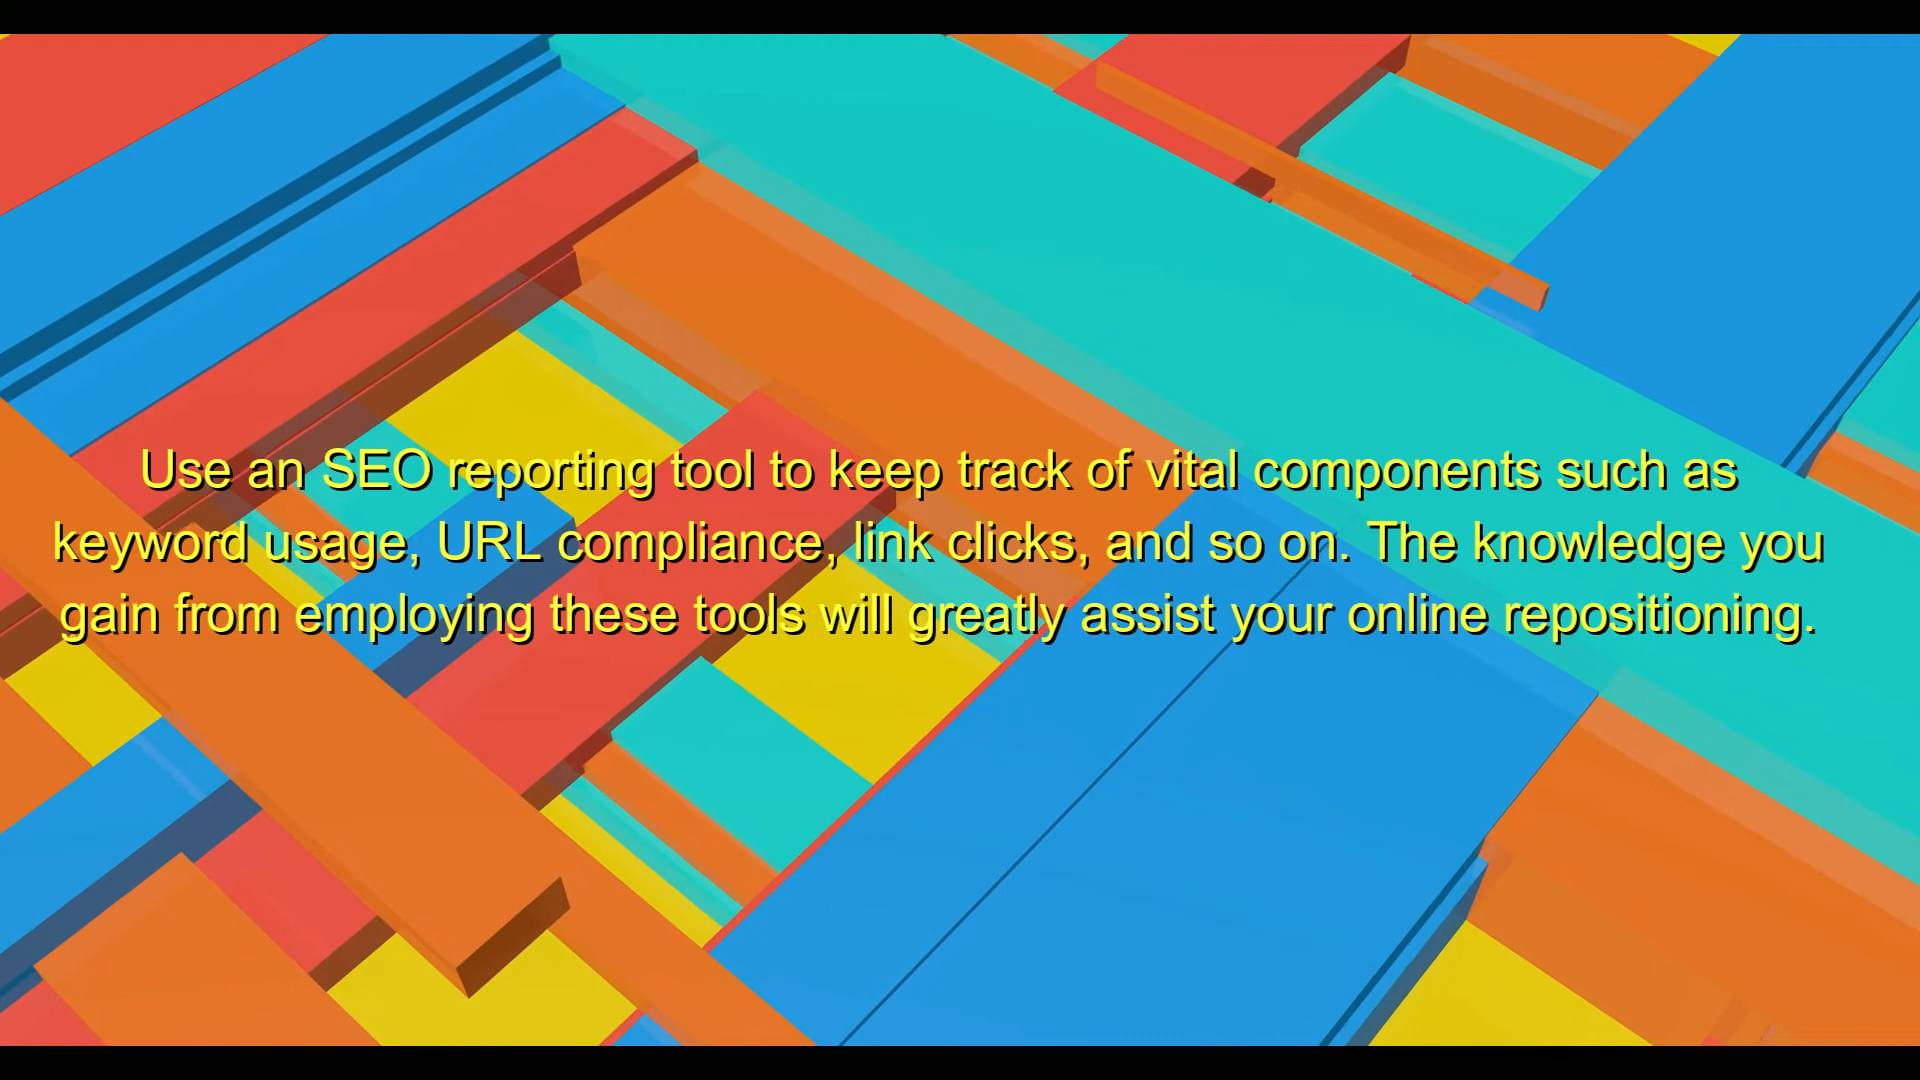 Use an SEO reporting tool to keep track of vital components such as
keyword usage, URL compliance, link clicks, and so on. The knowledge you
gain from employing these tools will greatly assist your online repositioning.